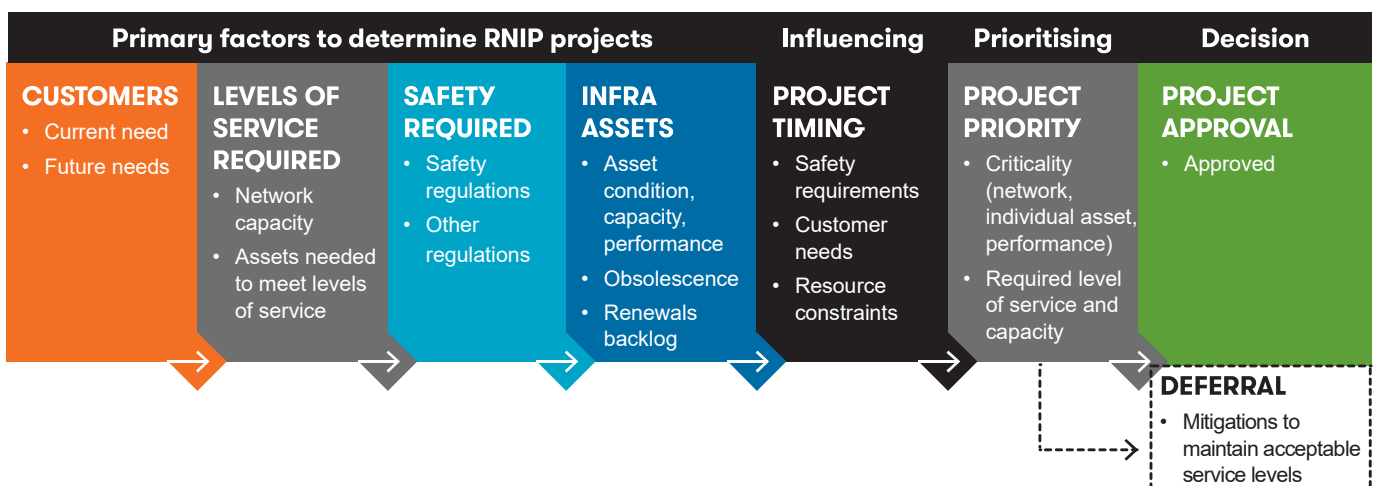 Primary factors to determine RNIP projects
Influencing
Prioritising
Decision
CUSTOMERS
• Current need
• Future needs
LEVELS OF
SERVICE
REQUIRED
• Network
capacity
• Assets needed
to meet levels
of service
SAFETY
REQUIRED
• Safety
regulations
• Other
regulations
INFRA
ASSETS
• Asset
condition,
capacity,
performance
• Obsolescence
• Renewals
backlog
PROJECT
TIMING
• Safety
requirements
• Customer
needs
• Resource
constraints
PROJECT
PRIORITY
• Criticality
(network,
individual asset,
performance)
• Required level
of service and
capacity
PROJECT
APPROVAL
• Approved
DEFERRAL
• Mitigations to
maintain acceptable
service levels